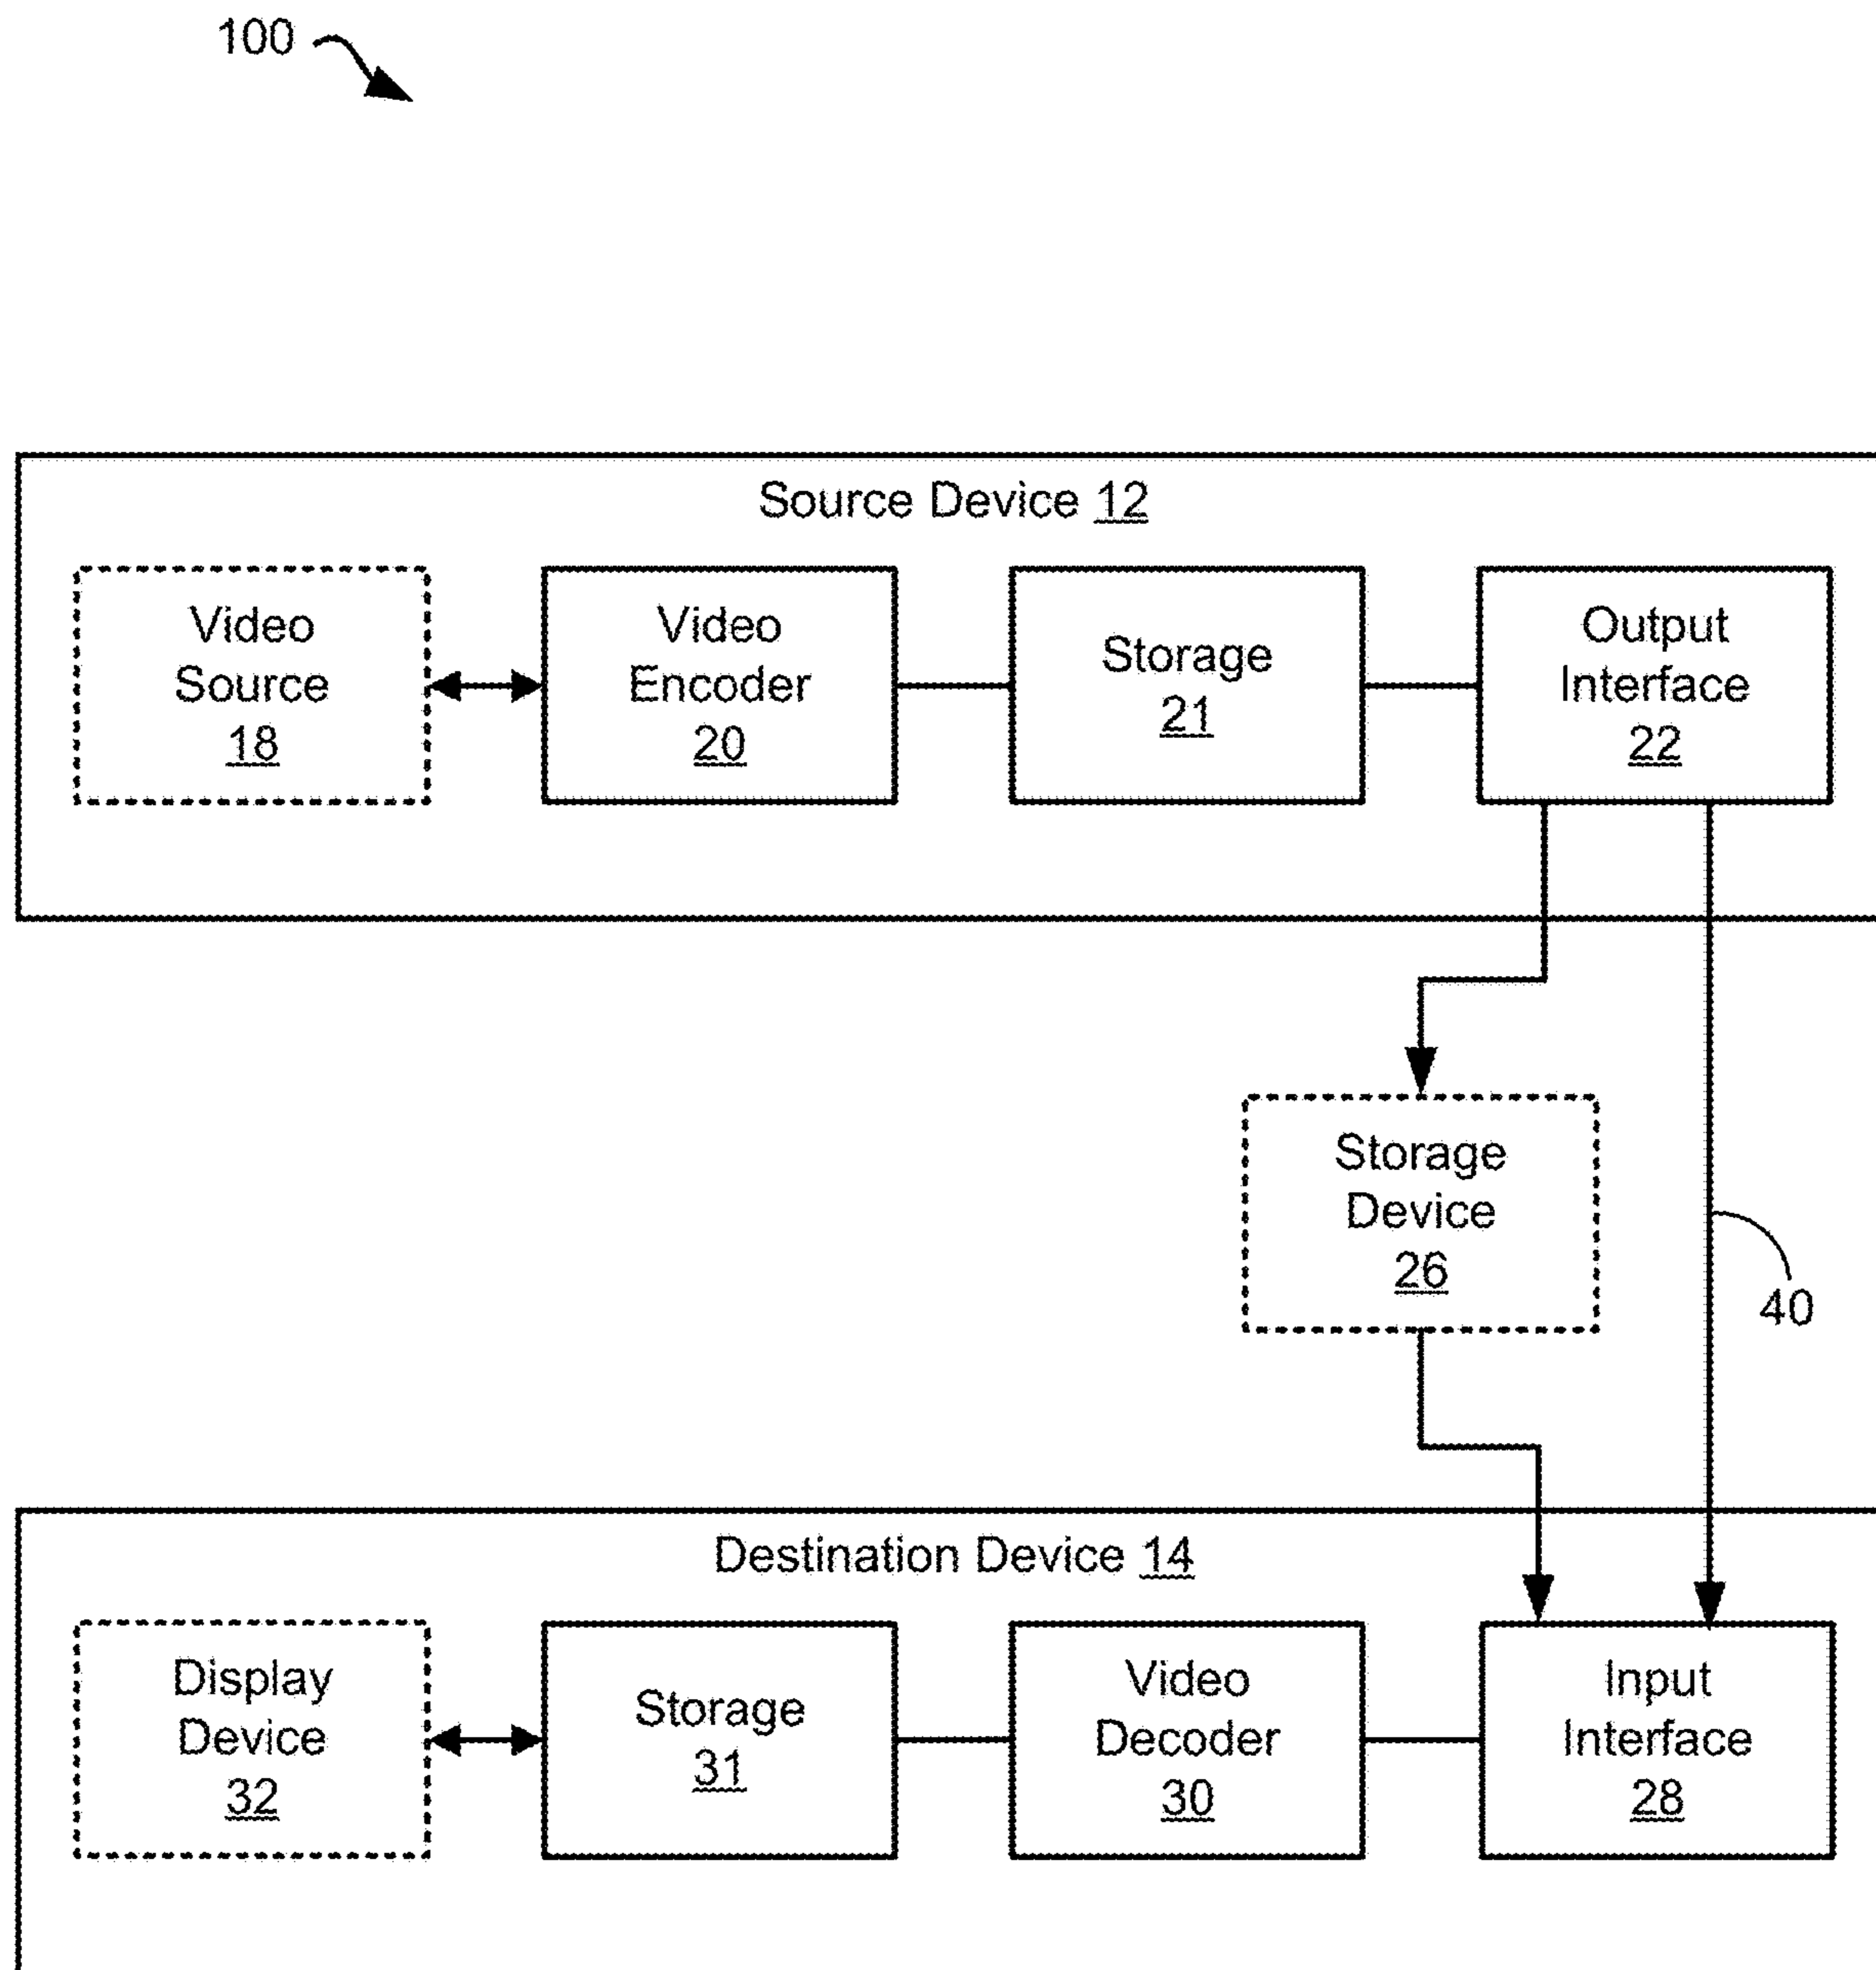 100
Source Device 12
Video
Source
18
Video
Encoder
20
Storage
21
Output
Interface
22
Storage
Device
26
40
Destination Device 14
Display
Device
32
Storage
31
Video
Decoder
30
Input
Interface
28